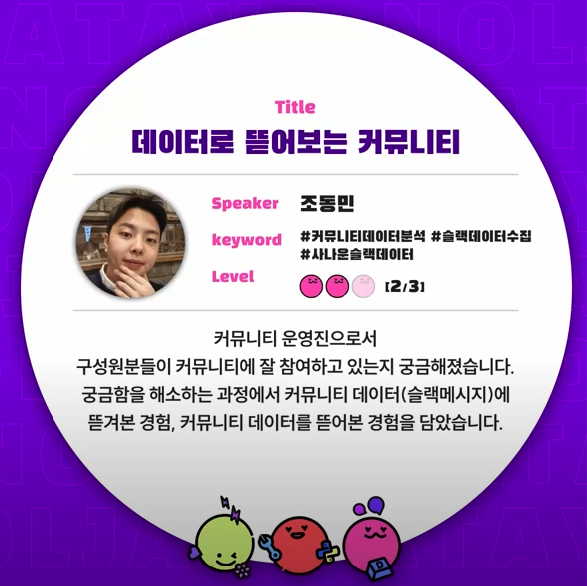 Title
데이터로 뜯어보는 커뮤니티
Speaker 조동민
keyword #커뮤니티데이터분석 #슬랙데이터수집
#사나운슬랙데이터
Level [2/3]
커뮤니티 운영진으로서
구성원분들이 커뮤니티에 잘 참여하고 있는지 궁금해졌습니다.
궁금함을 해소하는 과정에서 커뮤니티 데이터(슬랙메시지)에
뜯겨본 경험, 커뮤니티 데이터를 뜯어본 경험을 담았습니다.